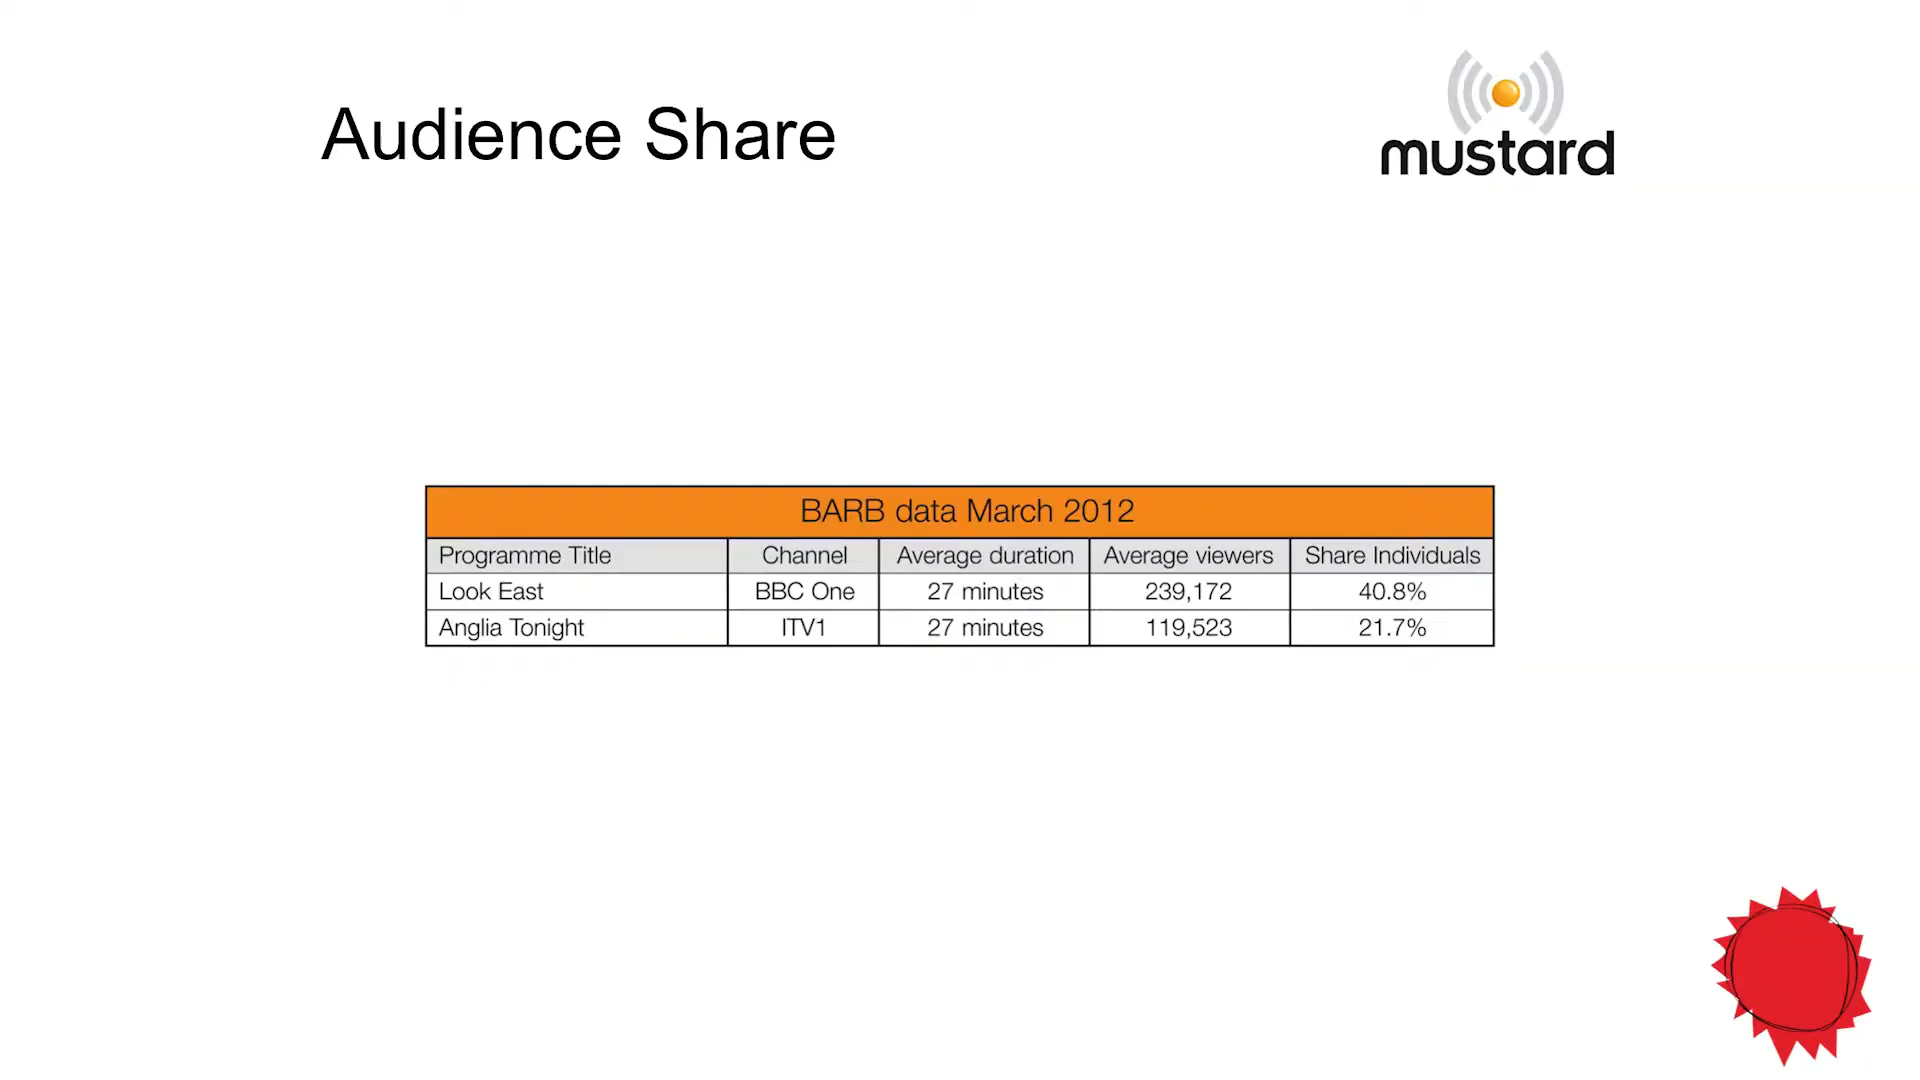 Audience Share
mustard
BARB data March 2012
Programme Title Channel Average duration Average viewers Share Individuals
Look East BBC One 27 minutes 239,172 40.8%
Anglia Tonight ITV1 27 minutes 119,523 21.7%